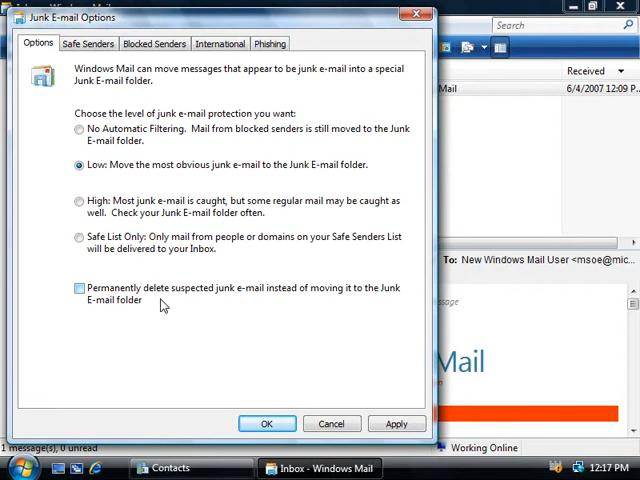 Junk E-mail Options
Search
Options
Safe Senders
Blocked Senders
International
Phishing
Windows Mail can move messages that appear to be junk e-mail into a special
Junk E-mail folder.
Received
Mail
6/4/2007 12:09 P...
Choose the level of junk e-mail protection you want:
No Automatic Filtering. Mail from blocked senders is still moved to the Junk
E-mail folder.
Low: Move the most obvious junk e-mail to the Junk E-mail folder.
High: Most junk e-mail is caught, but some regular mail may be caught as
well. Check your Junk E-mail folder often.
Safe List Only: Only mail from people or domains on your Safe Senders List
will be delivered to your Inbox.
To: New Windows Mail User <msoe@mic...
Permanently delete suspected junk e-mail instead of moving it to the Junk
E-mail folder
Mail
OK
Cancel
Apply
1 message(s), 0 unread
Working Online
Contacts
Inbox - Windows Mail
12:17 PM